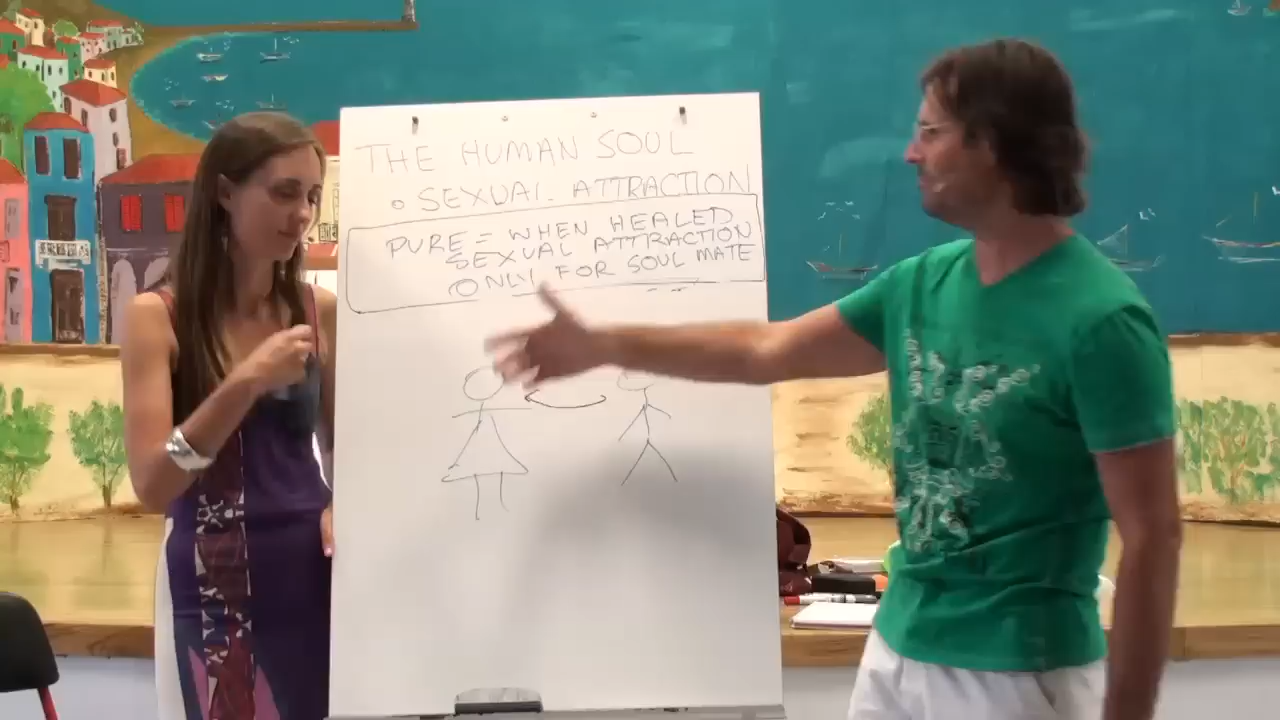 THE HUMAN SOUL
• SEXUAL ATTRACTION
PURE = WHEN HEALED
SEXUAL ATTRACTION
ONLY FOR SOUL MATE